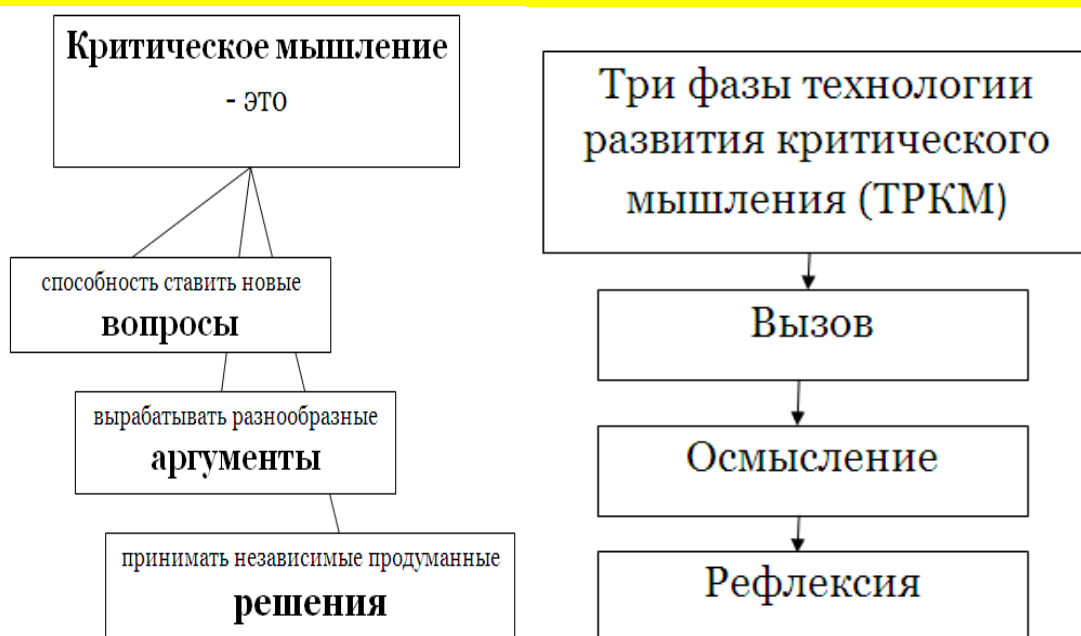 Критическое мышление
- это
способность ставить новые
вопросы
вырабатывать разнообразные
аргументы
принимать независимые продуманные
решения
Три фазы технологии
развития критического
мышления (ТРКМ)
Вызов
Осмысление
Рефлексия